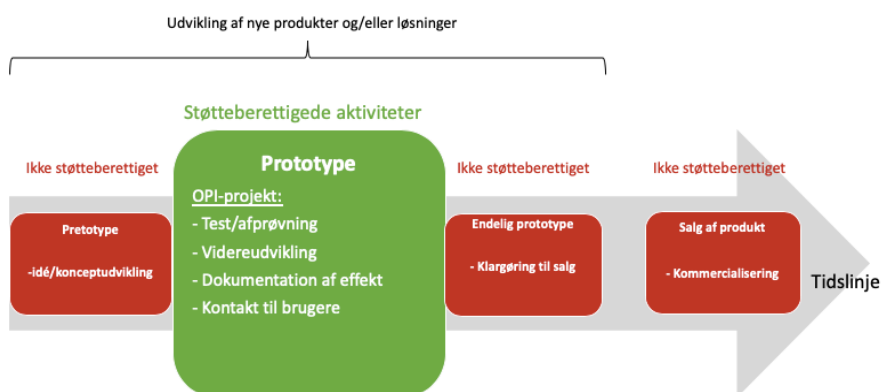 Udvikling af nye produkter og/eller løsninger
Støtteberettigede aktiviteter
Ikke støtteberettiget
Pretotype
-idé/konceptudvikling
Prototype
OPI-projekt:
- Test/afprøvning
- Videreudvikling
- Dokumentation af effekt
- Kontakt til brugere
Ikke støtteberettiget
Endelig prototype
- Klargøring til salg
Ikke støtteberettiget
Salg af produkt
- Kommercialisering
Tidslinje